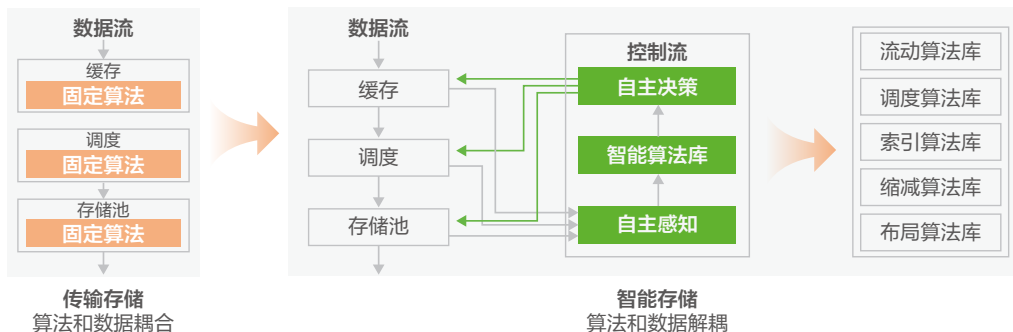 数据流
缓存
固定算法
调度
固定算法
存储池
固定算法
传输存储
算法和数据耦合
数据流
缓存
调度
存储池
控制流
自主决策
智能算法库
自主感知
智能存储
算法和数据解耦
流动算法库
调度算法库
索引算法库
缩减算法库
布局算法库